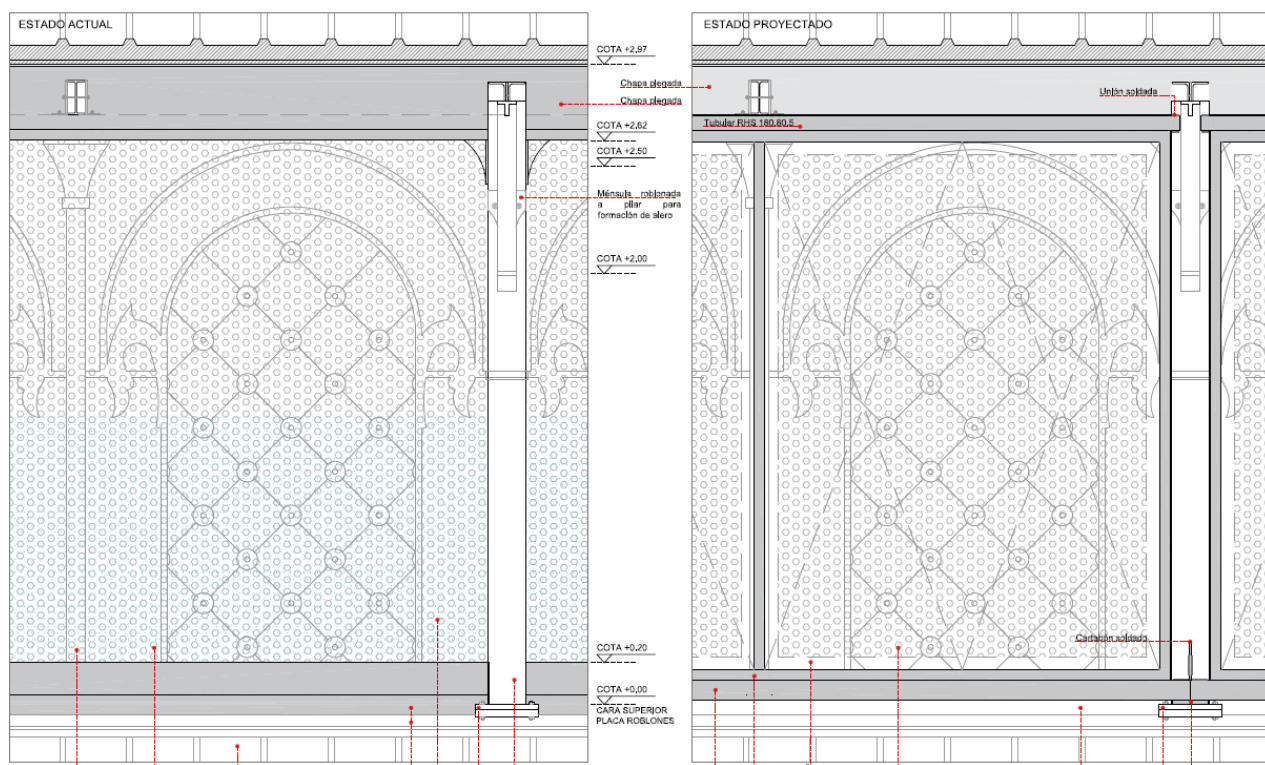 ESTADO ACTUAL
COTA +2,97
Chapa plegada
Chapa plegada
COTA +2,62
COTA +2,50
Ménsula roblonada
a pilar para
formación de alero
COTA +2,00
COTA +0,20
COTA +0,00
CARA SUPERIOR
PLACA ROBLONES
ESTADO PROYECTADO
Unión soldada
Tubular RHS 160.80.5
Cartabón soldado